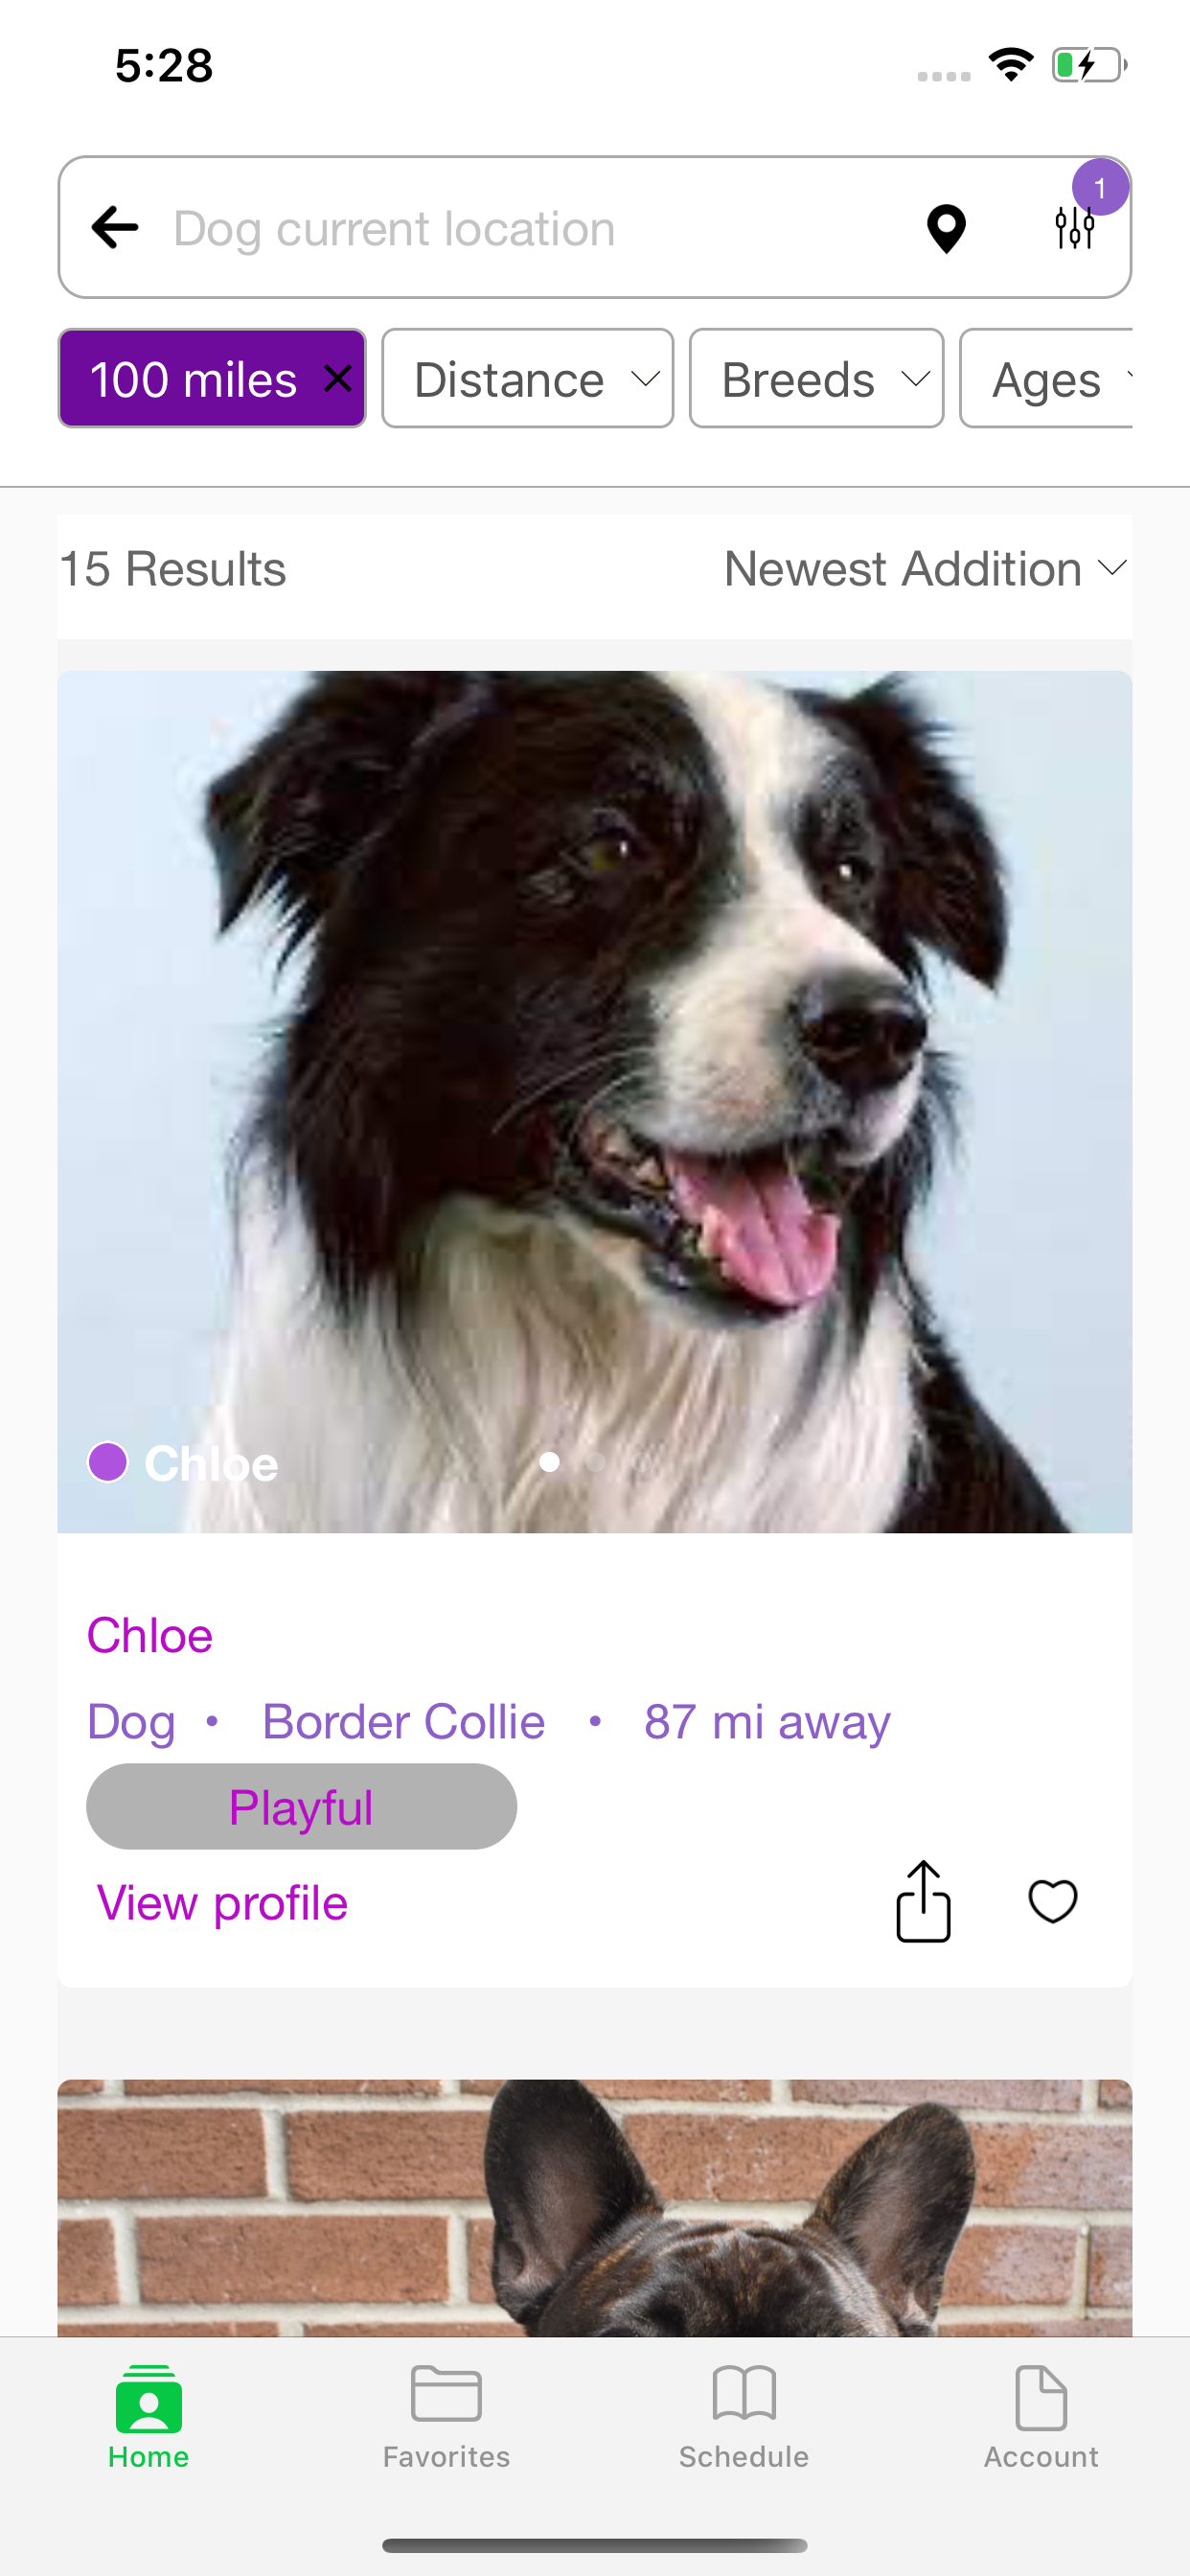 5:28
Dog current location
1
100 miles
Distance
Breeds
Ages
15 Results
Newest Addition
Chloe
Chloe
Dog • Border Collie • 87 mi away
Playful
View profile
Home
Favorites
Schedule
Account